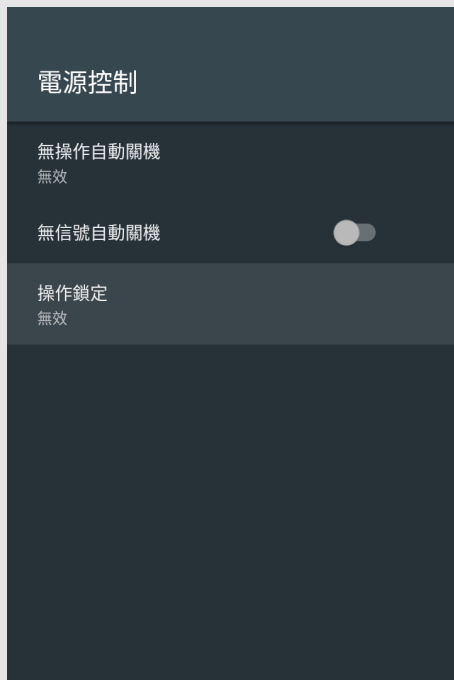 電源控制
無操作自動關機
無效
無信號自動關機
操作鎖定
無效